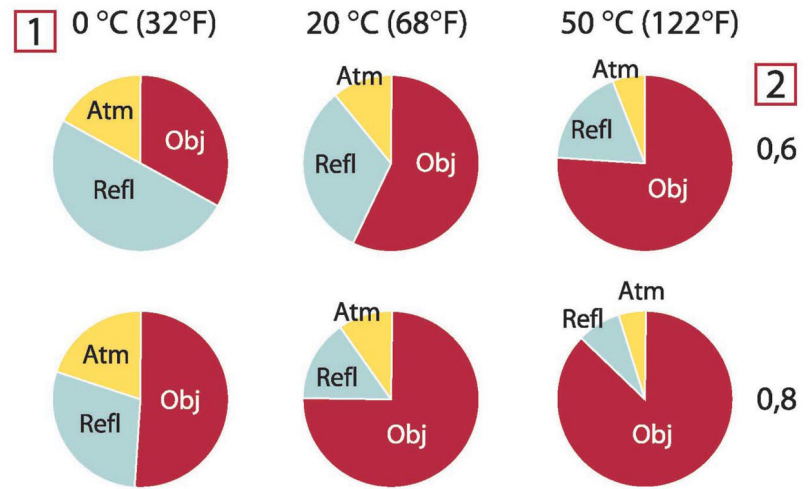 1 0 °C (32°F) 20 °C (68°F) 50 °C (122°F)
2
0,6
Atm Obj Refl
Atm Refl Obj
Atm Refl Obj
0,8
Atm Obj Refl
Atm Refl Obj
Atm Refl Obj